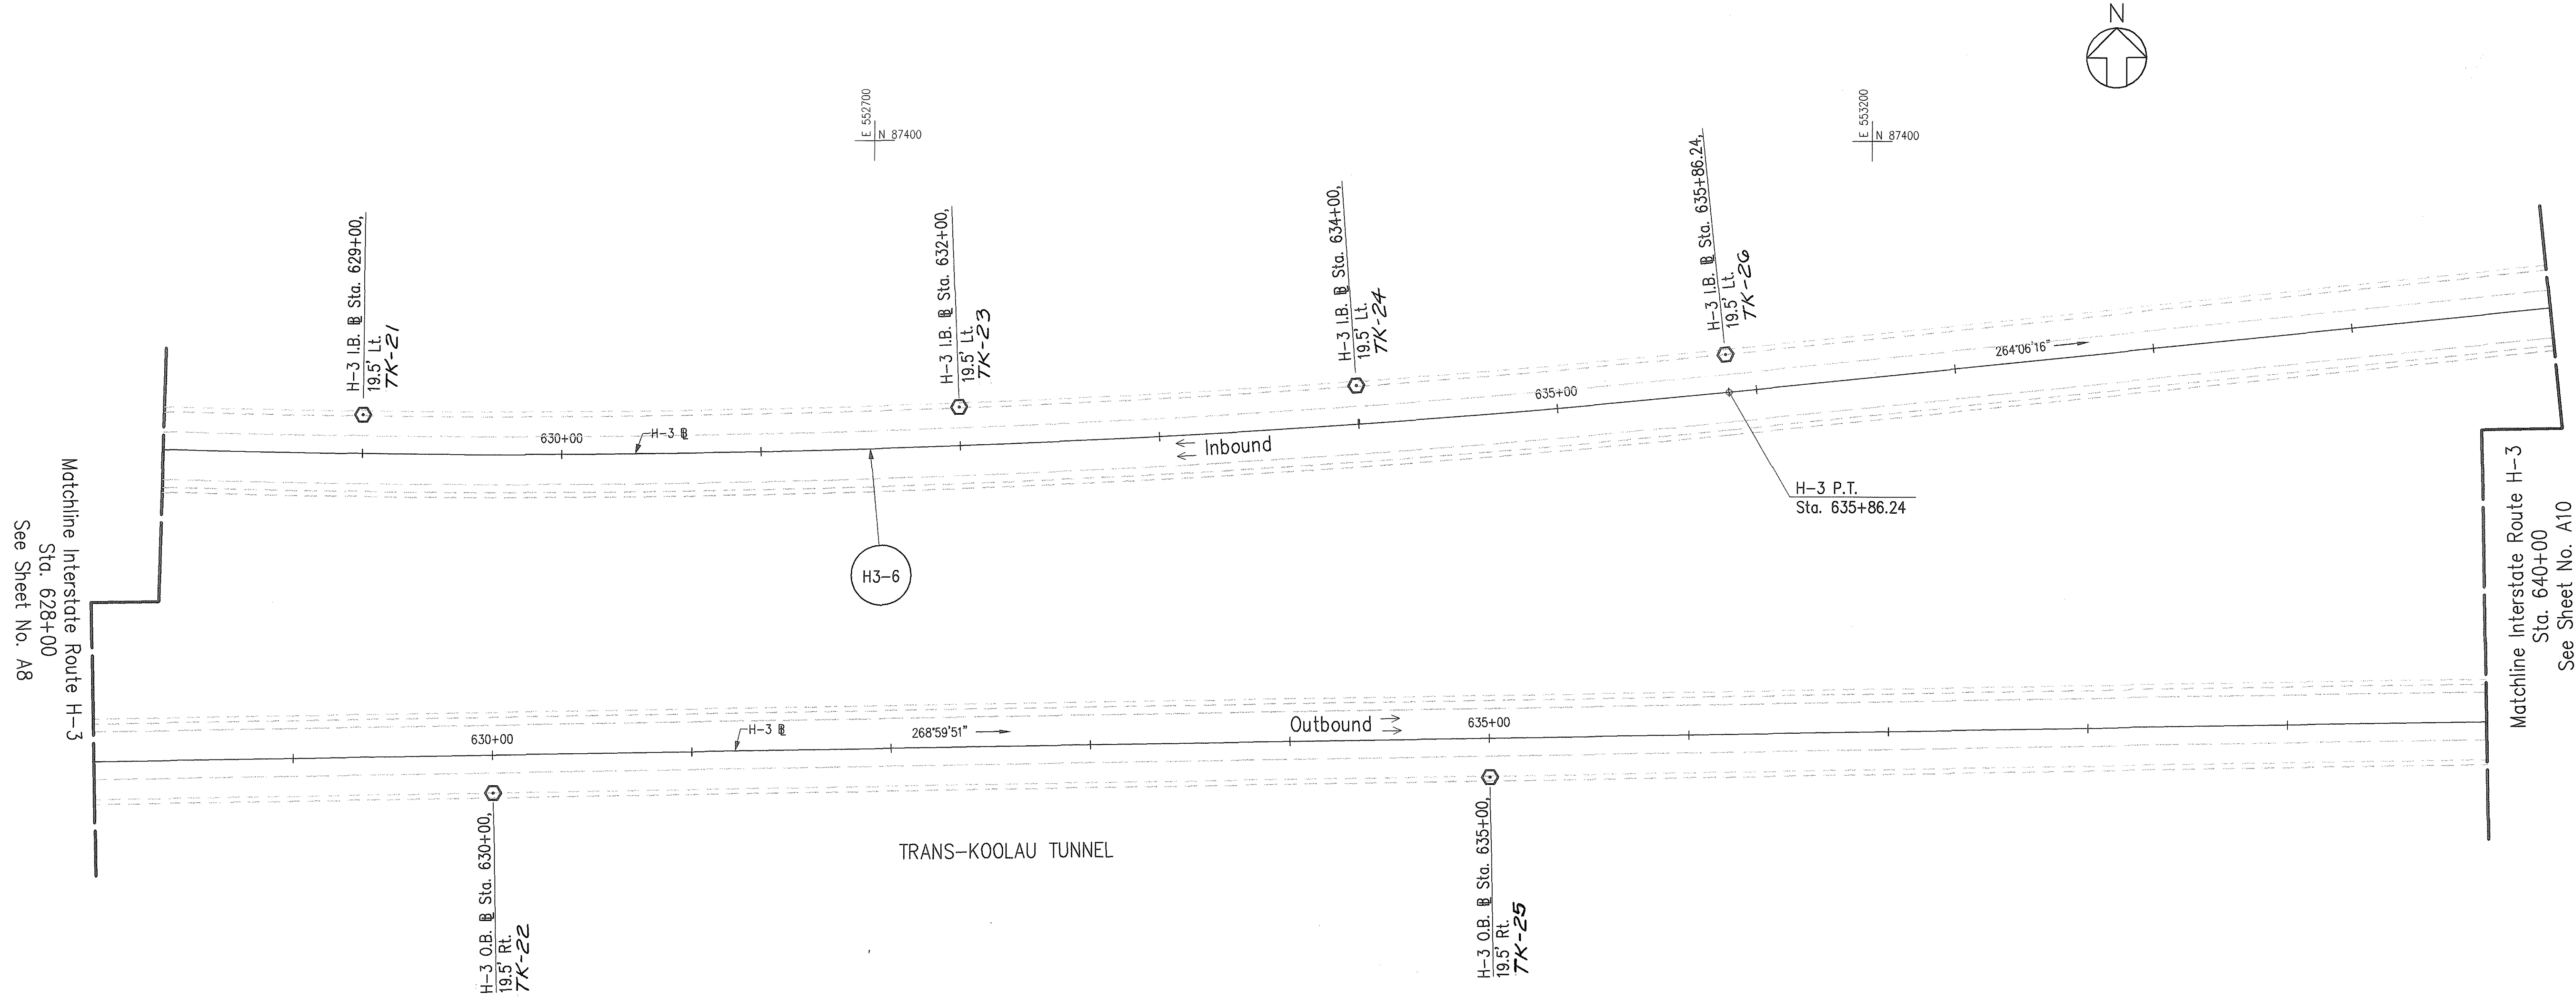 N
E 552700
N 87400
E 553200
N 87400
H-3 I.B. ⅊ Sta. 629+00,
19.5' Lt.
TK-21
H-3 I.B. ⅊ Sta. 632+00,
19.5' Lt.
TK-23
H-3 I.B. ⅊ Sta. 634+00,
19.5' Lt.
TK-24
H-3 I.B. ⅊ Sta. 635+86.24,
19.5' Lt.
TK-26
630+00
H-3 ⅊
Inbound
635+00
264°06'16"
H-3 P.T.
Sta. 635+86.24
H3-6
Matchline Interstate Route H-3
Sta. 628+00
See Sheet No. A8
Matchline Interstate Route H-3
Sta. 640+00
See Sheet No. A10
630+00
H-3 ⅊
268°59'51"
Outbound
635+00
H-3 O.B. ⅊ Sta. 630+00,
19.5' Rt.
TK-22
TRANS-KOOLAU TUNNEL
H-3 O.B. ⅊ Sta. 635+00,
19.5' Rt.
TK-25